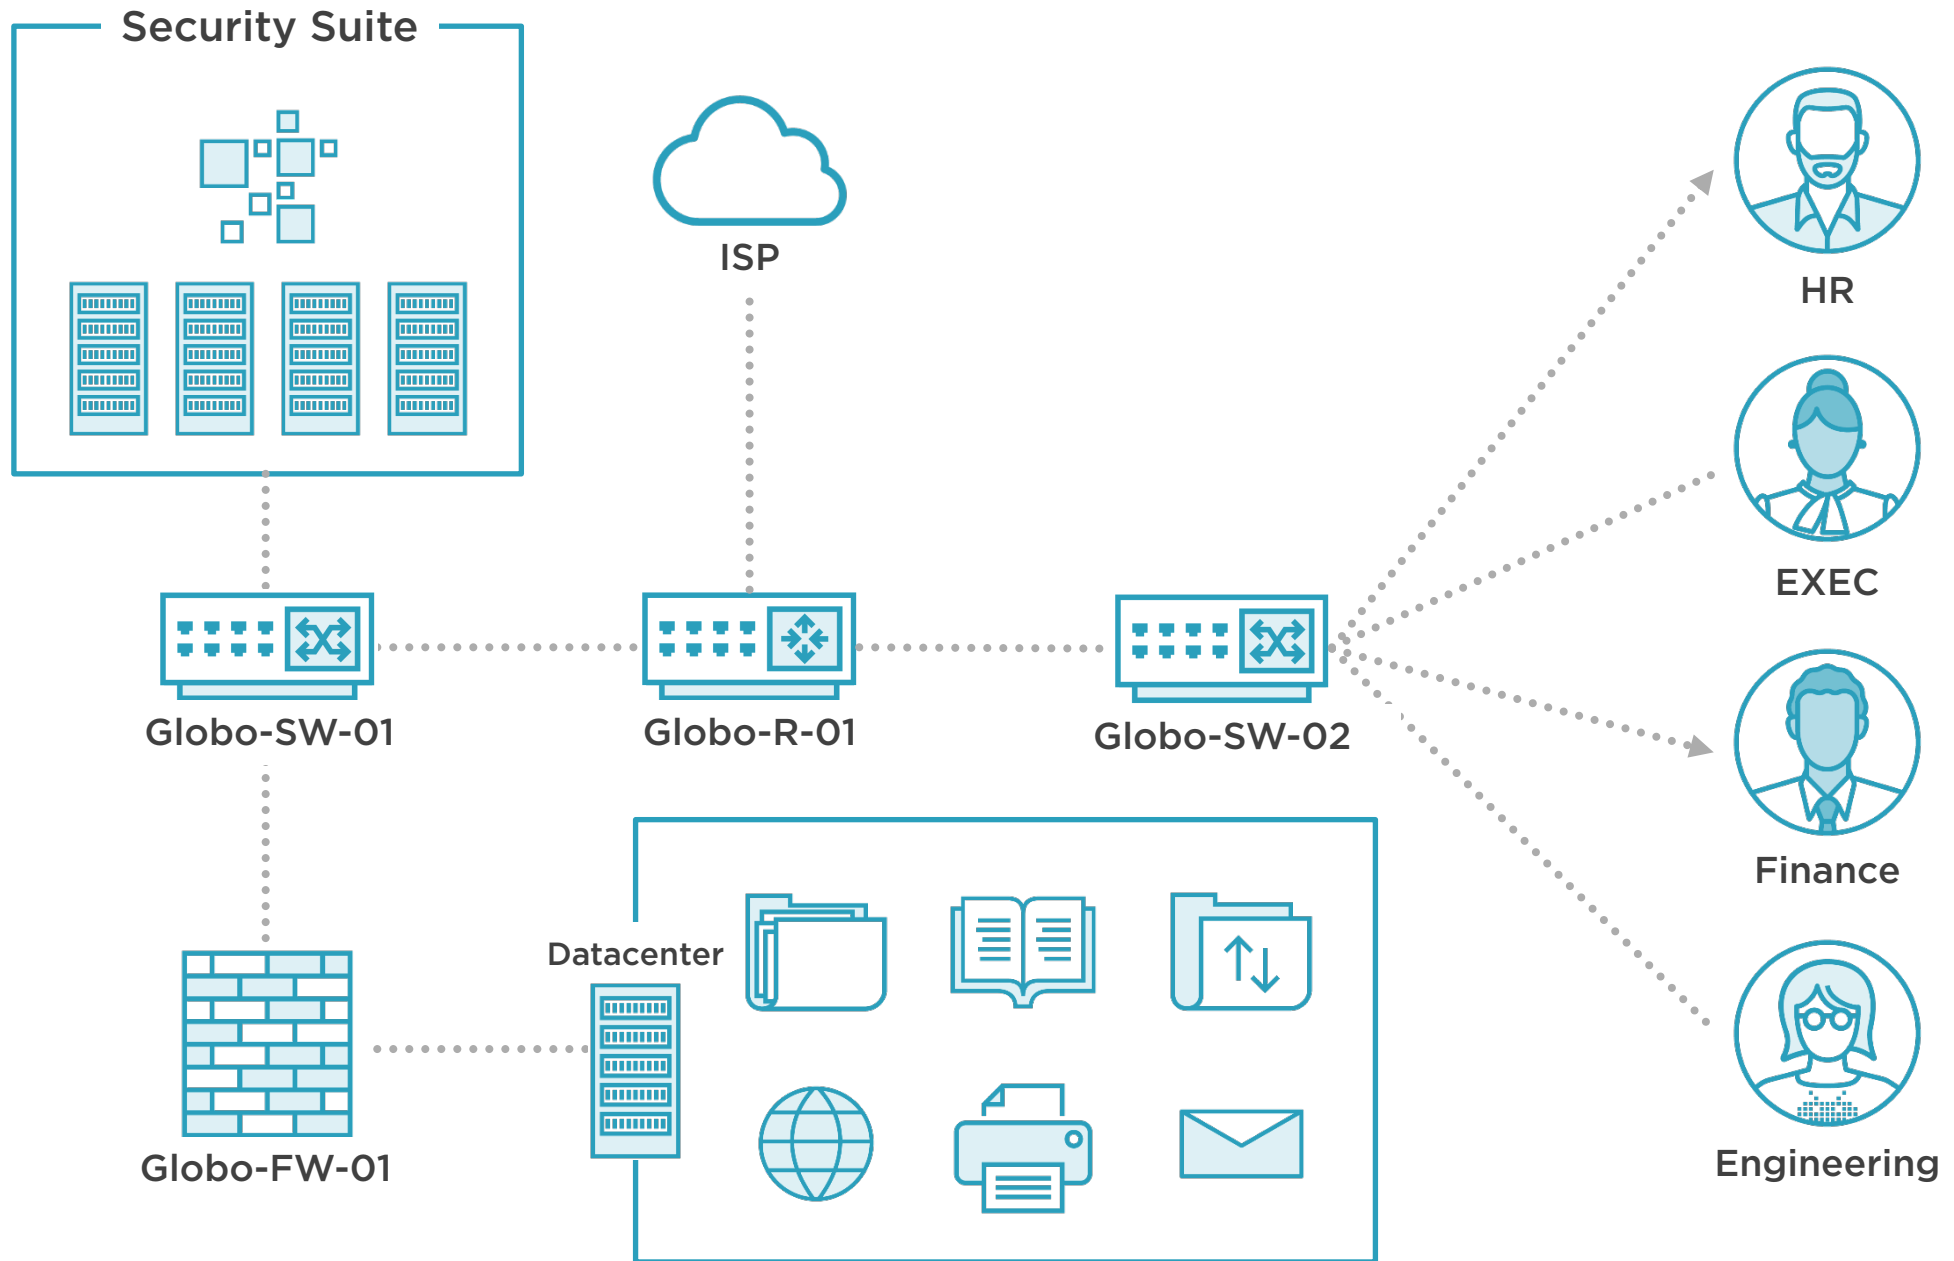 Security Suite
ISP
HR
EXEC
Globo-SW-01
Globo-R-01
Globo-SW-02
Finance
Datacenter
Globo-FW-01
Engineering